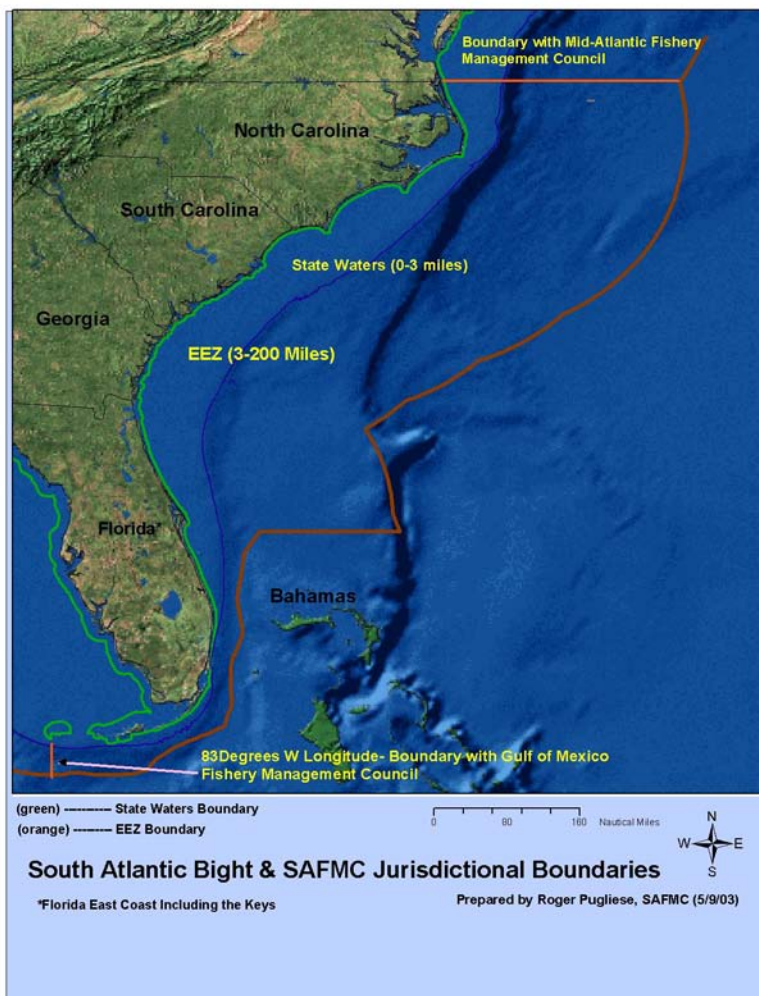 Boundary with Mid-Atlantic Fishery
Management Council
North Carolina
South Carolina
State Waters (0-3 miles)
Georgia
EEZ (3-200 Miles)
Florida*
Bahamas
83Degrees W Longitude- Boundary with Gulf of Mexico
Fishery Management Council
(green) ----------- State Waters Boundary
(orange) --------- EEZ Boundary
0 80 160 Nautical Miles
N
W E
S
South Atlantic Bight & SAFMC Jurisdictional Boundaries
*Florida East Coast Including the Keys
Prepared by Roger Pugliese, SAFMC (5/9/03)